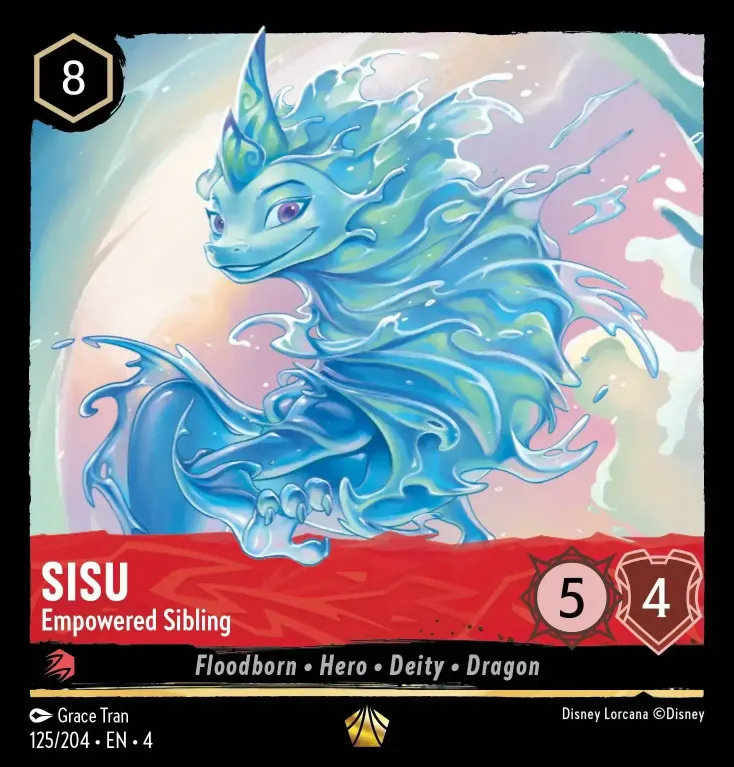 8
SISU
Empowered Sibling
5
4
Floodborn • Hero • Deity • Dragon
Grace Tran
Disney Lorcana ©Disney
125/204 • EN • 4